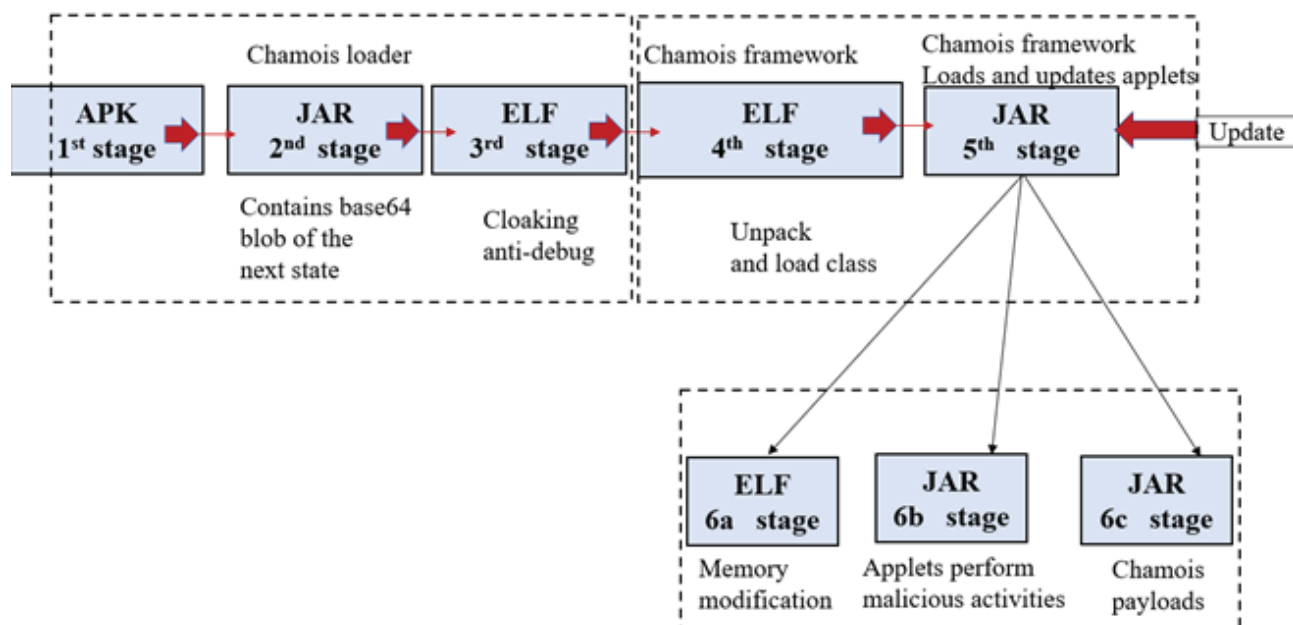 Chamois loader
Chamois framework
Chamois framework
Loads and updates applets
APK
1st stage
JAR
2nd stage
ELF
3rd stage
ELF
4th stage
JAR
5th stage
Update
Contains base64
blob of the
next state
Cloaking
anti-debug
Unpack
and load class
ELF
6a stage
JAR
6b stage
JAR
6c stage
Memory
modification
Applets perform
malicious activities
Chamois
payloads